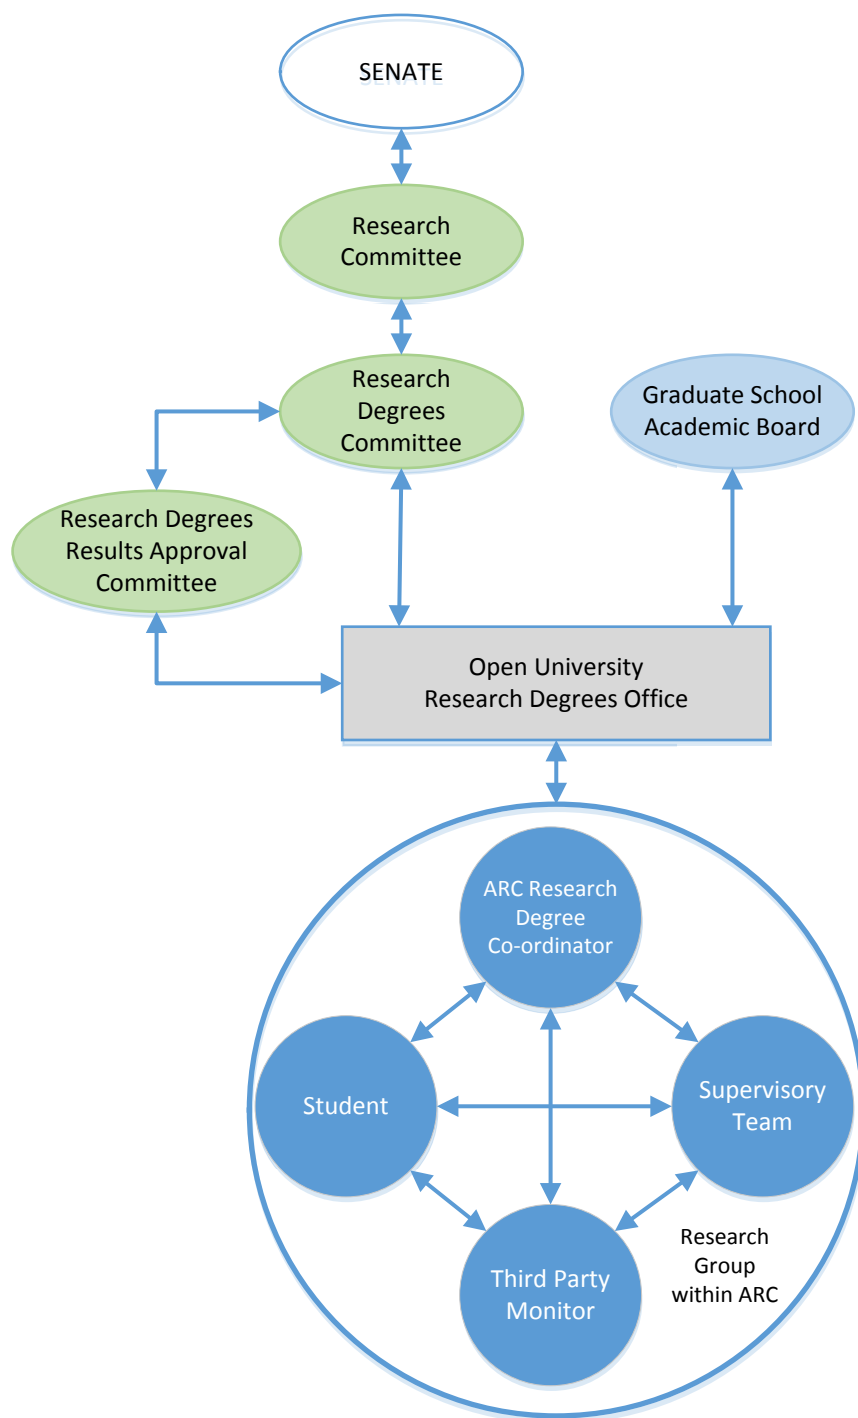 SENATE
Research
Committee
Research
Degrees
Committee
Graduate School
Academic Board
Research Degrees
Results Approval
Committee
Open University
Research Degrees Office
ARC Research
Degree
Co-ordinator
Student
Supervisory
Team
Third Party
Monitor
Research
Group
within ARC